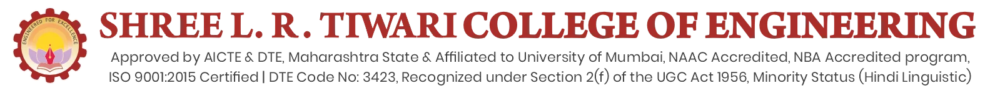 ENGINEERED FOR EXCELLENCE
SHREE L. R. TIWARI COLLEGE OF ENGINEERING
Approved by AICTE & DTE, Maharashtra State & Affiliated to University of Mumbai, NAAC Accredited, NBA Accredited program,
ISO 9001:2015 Certified | DTE Code No: 3423, Recognized under Section 2(f) of the UGC Act 1956, Minority Status (Hindi Linguistic)